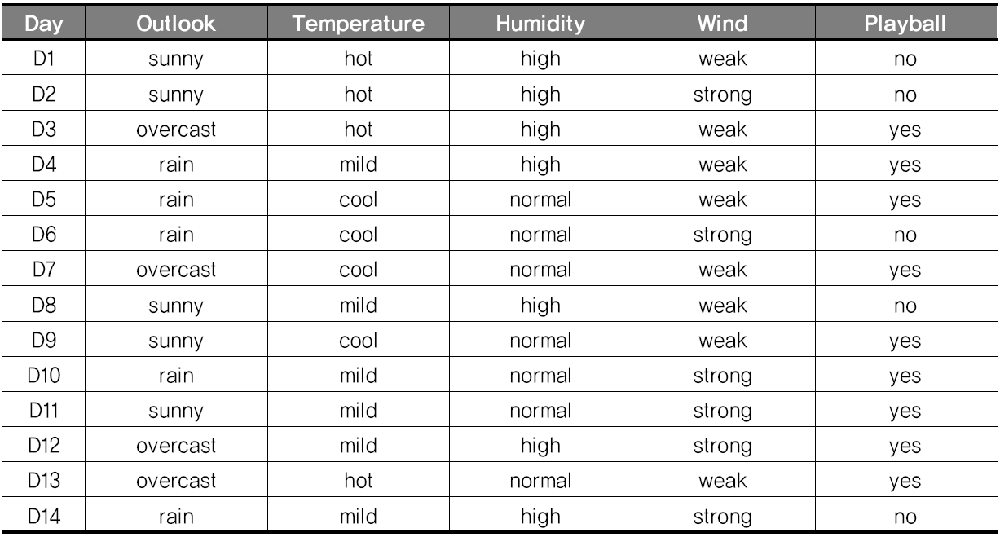 Day Outlook Temperature Humidity Wind Playball
D1 sunny hot high weak no
D2 sunny hot high strong no
D3 overcast hot high weak yes
D4 rain mild high weak yes
D5 rain cool normal weak yes
D6 rain cool normal strong no
D7 overcast cool normal weak yes
D8 sunny mild high weak no
D9 sunny cool normal weak yes
D10 rain mild normal strong yes
D11 sunny mild normal strong yes
D12 overcast mild high strong yes
D13 overcast hot normal weak yes
D14 rain mild high strong no